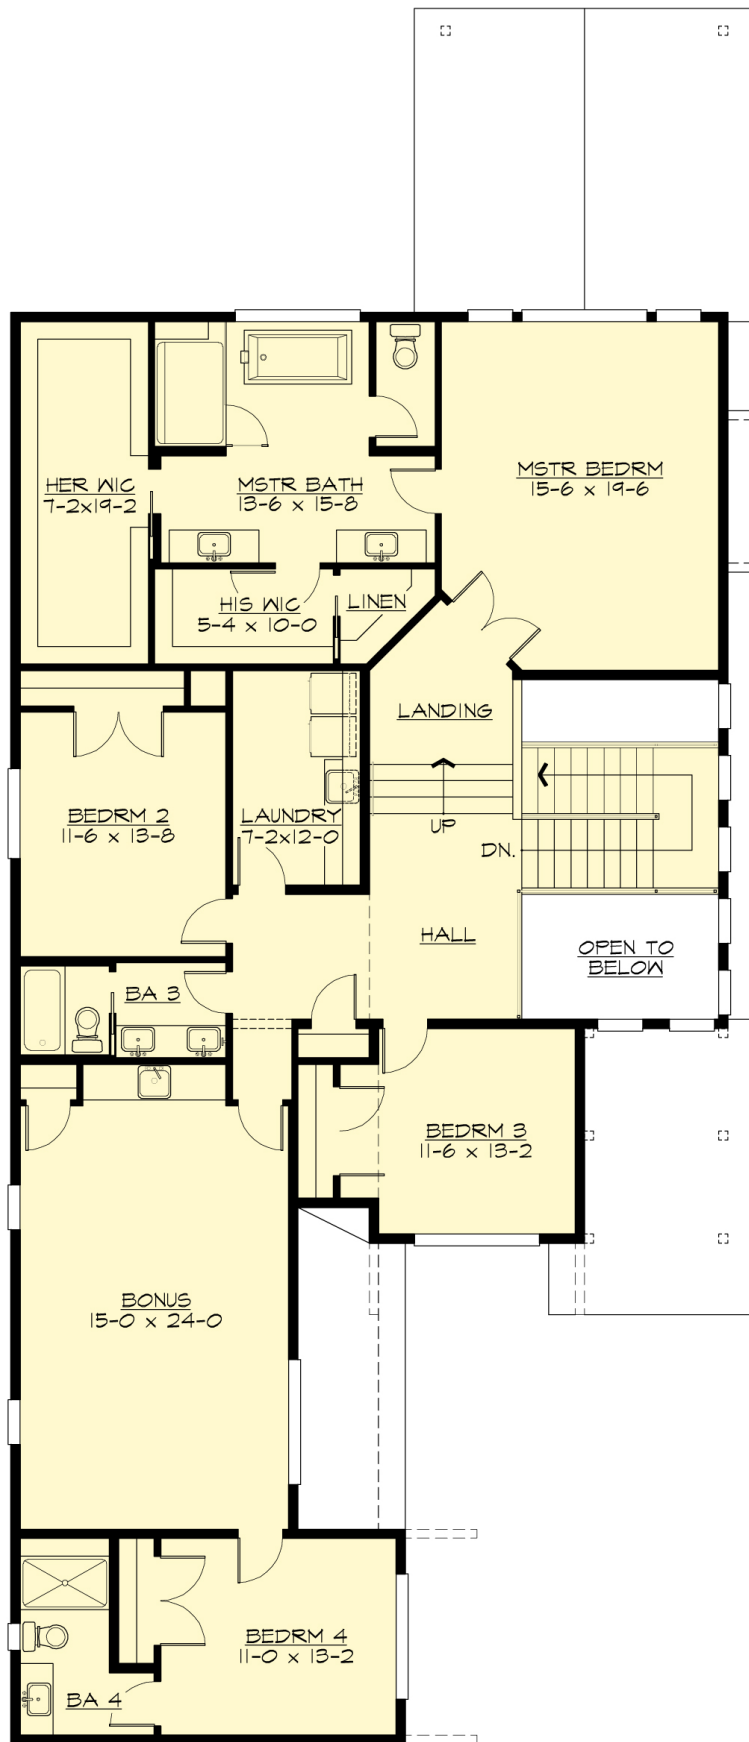 MSTR BEDRM
15-6 x 19-6
HER WIC
7-2x19-2
MSTR BATH
13-6 x 15-8
HIS WIC
5-4 x 10-0
LINEN
LANDING
BEDRM 2
11-6 x 13-8
LAUNDRY
7-2x12-0
UP
DN.
HALL
OPEN TO
BELOW
BA 3
BEDRM 3
11-6 x 13-2
BONUS
15-0 x 24-0
BEDRM 4
11-0 x 13-2
BA 4